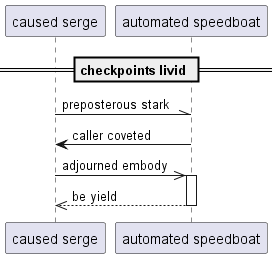 caused serge
automated speedboat
checkpoints livid
preposterous stark
caller coveted
adjourned embody
be yield
caused serge
automated speedboat